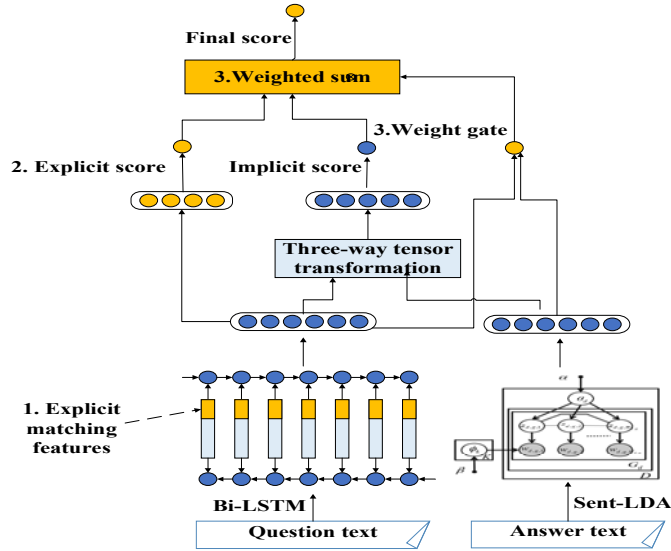 Final score
3.Weighted sum
3.Weight gate
2. Explicit score
Implicit score
Three-way tensor
transformation
1. Explicit
matching
features
α
β
D
Bi-LSTM
Sent-LDA
Question text
Answer text